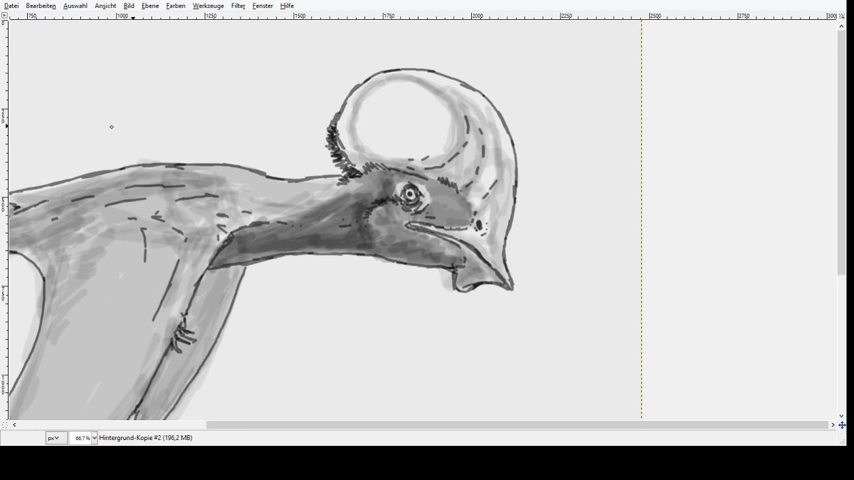 Datei Bearbeiten Auswahl Ansicht Bild Ebene Farben Werkzeuge Filter Fenster Hilfe
750 1000 1250 1500 1750 2000 2250 2500 2750 3000
px 66,7 % Hintergrund-Kopie #2 (196,2 MB)